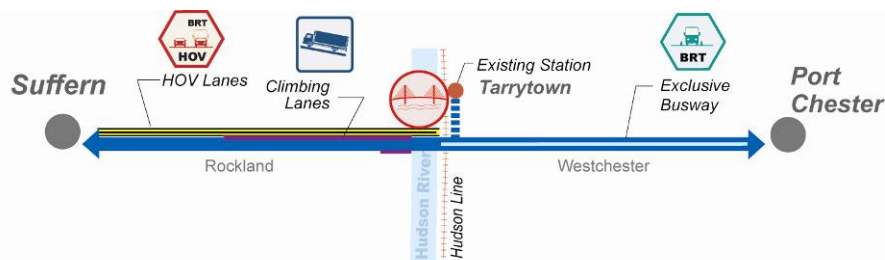 BRT
HOV
Suffern
HOV Lanes
Climbing
Lanes
Existing Station
Tarrytown
BRT
Exclusive
Busway
Port
Chester
Rockland
Hudson River
Hudson Line
Westchester